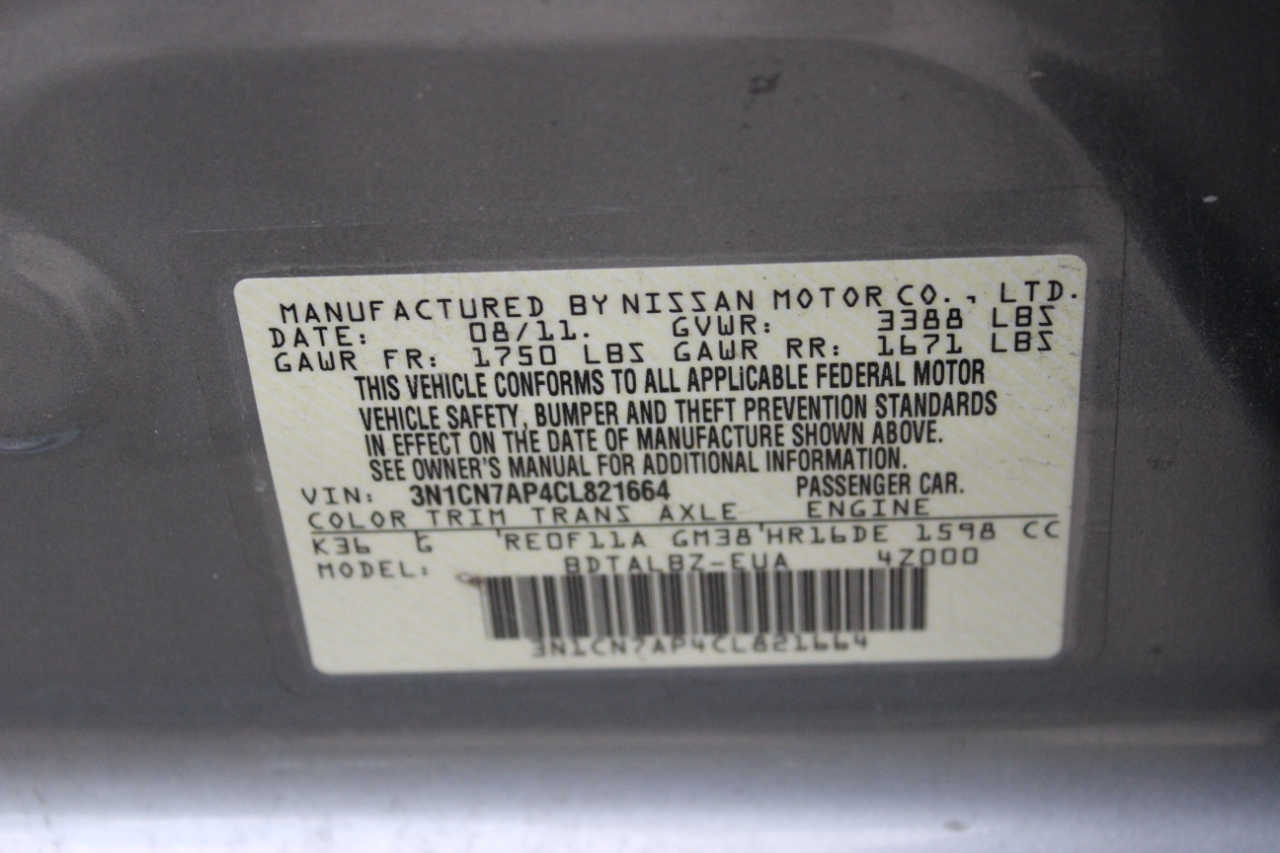 MANUFACTURED BY NISSAN MOTOR CO., LTD.
DATE: 08/11. GVWR: 3388 LBS
GAWR FR: 1750 LBS GAWR RR: 1671 LBS
THIS VEHICLE CONFORMS TO ALL APPLICABLE FEDERAL MOTOR
VEHICLE SAFETY, BUMPER AND THEFT PREVENTION STANDARDS
IN EFFECT ON THE DATE OF MANUFACTURE SHOWN ABOVE.
SEE OWNER'S MANUAL FOR ADDITIONAL INFORMATION.
VIN: 3N1CN7AP4CL821664 PASSENGER CAR.
COLOR TRIM TRANS AXLE ENGINE
K36 G 'RE0F11A GM38'HR16DE 1598 CC
MODEL: BDTALBZ-EUA 4Z000
3N1CN7AP4CL821664